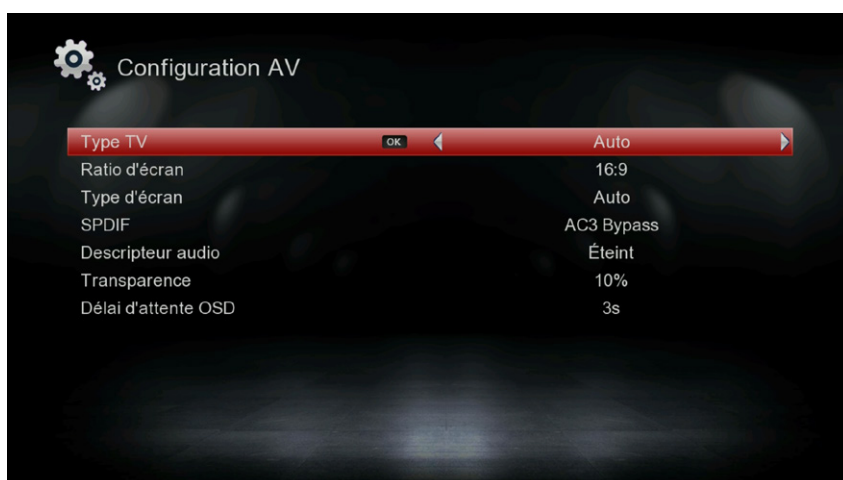 Configuration AV
Type TV OK Auto
Ratio d'écran 16:9
Type d'écran Auto
SPDIF AC3 Bypass
Descripteur audio Éteint
Transparence 10%
Délai d'attente OSD 3s